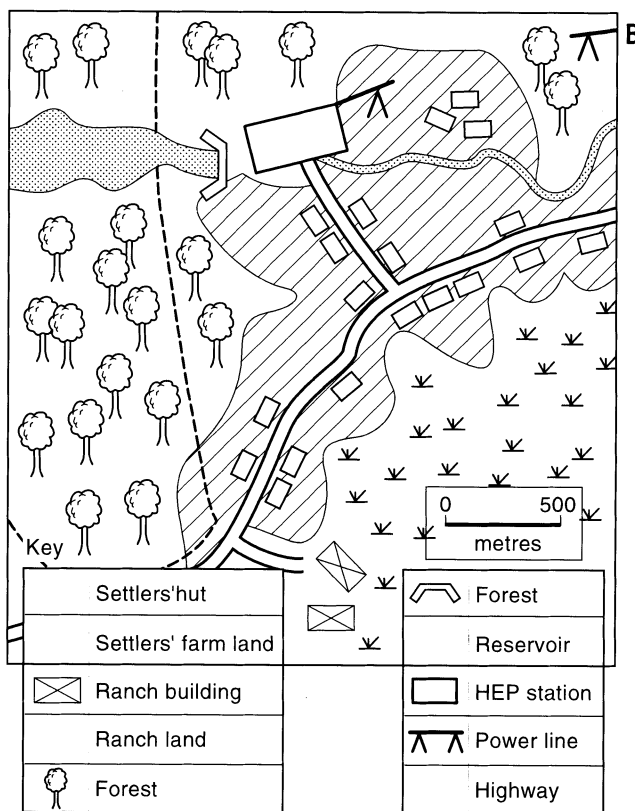 B
0 500
metres
Key
Settlers'hut
Settlers' farm land
Ranch building
Ranch land
Forest
Forest
Reservoir
HEP station
Power line
Highway